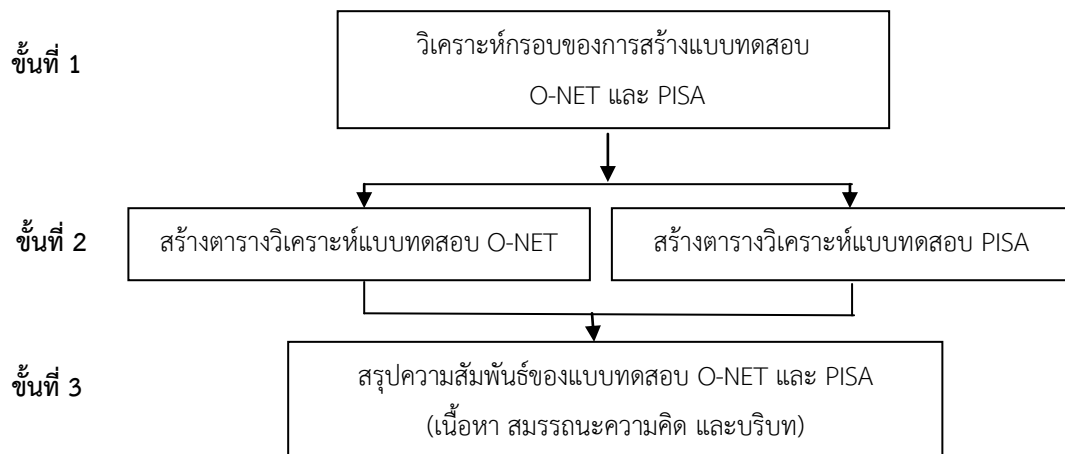 ขั้นที่ 1
วิเคราะห์กรอบของการสร้างแบบทดสอบ
O-NET และ PISA
ขั้นที่ 2
สร้างตารางวิเคราะห์แบบทดสอบ O-NET
สร้างตารางวิเคราะห์แบบทดสอบ PISA
ขั้นที่ 3
สรุปความสัมพันธ์ของแบบทดสอบ O-NET และ PISA
(เนื้อหา สมรรถนะความคิด และบริบท)